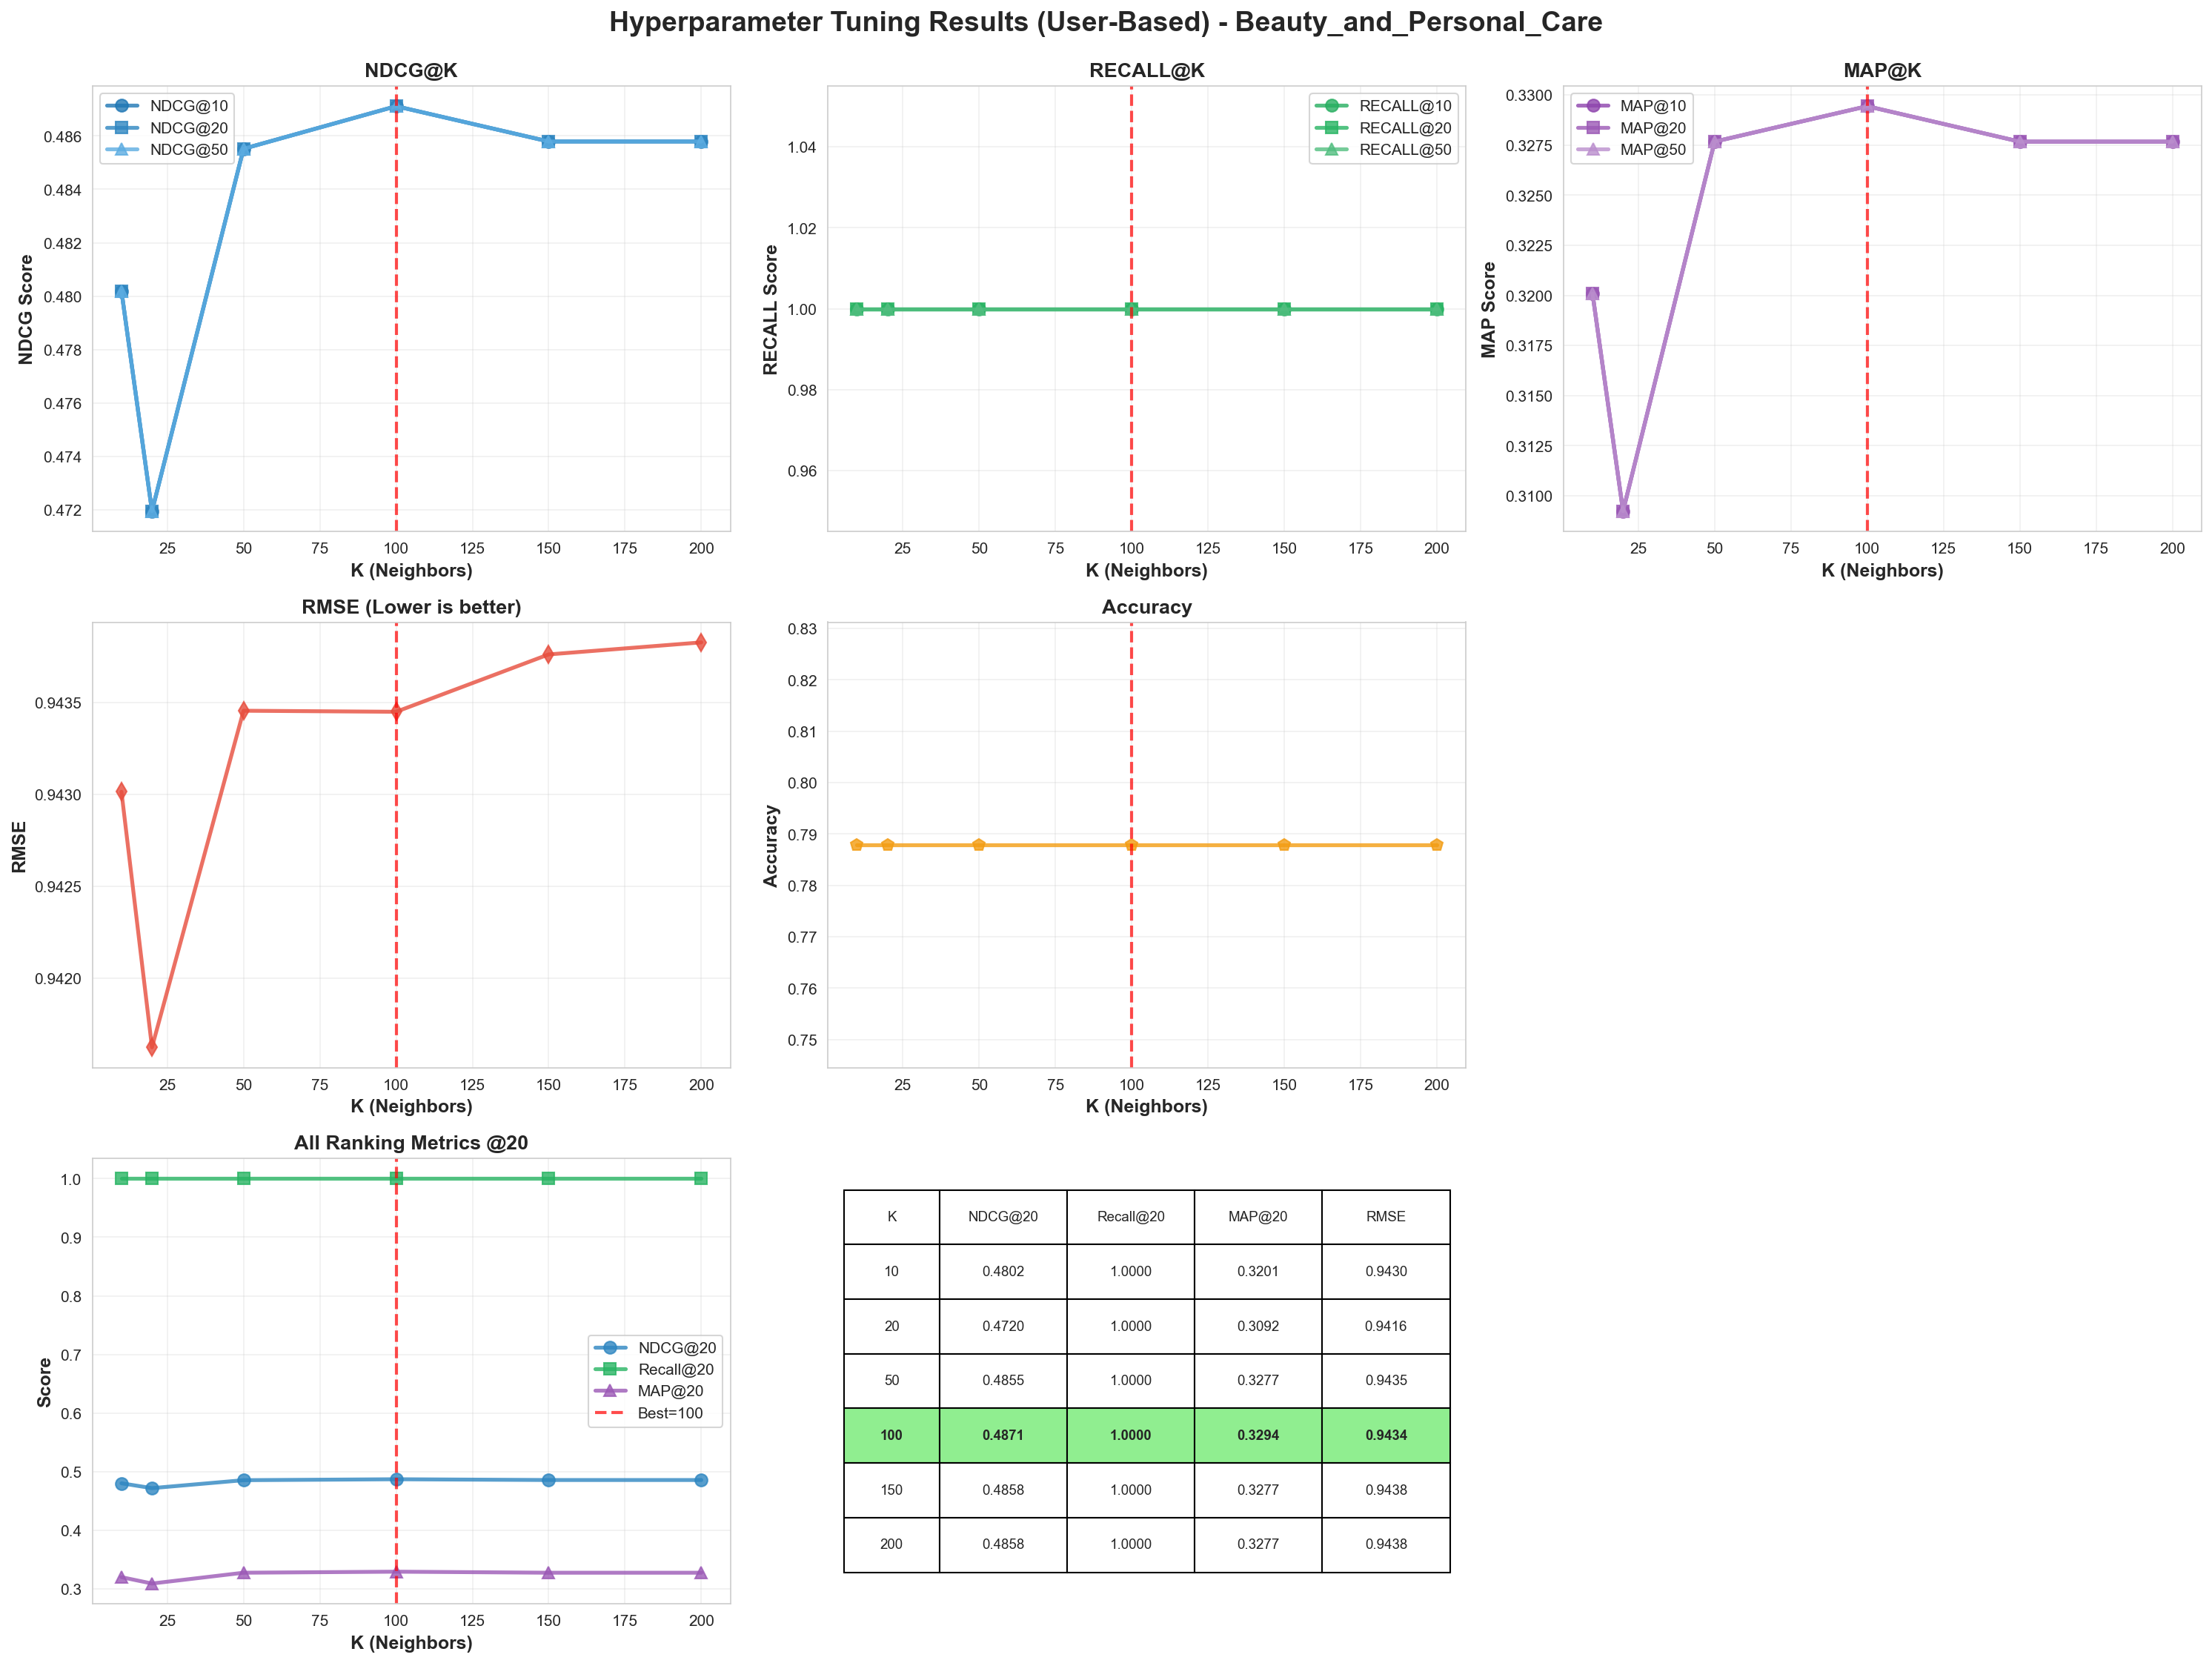 Hyperparameter Tuning Results (User-Based) - Beauty_and_Personal_Care
NDCG@K
NDCG Score
0.486
0.484
0.482
0.480
0.478
0.476
0.474
0.472
NDCG@10
NDCG@20
NDCG@50
25 50 75 100 125 150 175 200
K (Neighbors)
RECALL@K
RECALL Score
1.04
1.02
1.00
0.98
0.96
RECALL@10
RECALL@20
RECALL@50
25 50 75 100 125 150 175 200
K (Neighbors)
MAP@K
MAP Score
0.3300
0.3275
0.3250
0.3225
0.3200
0.3175
0.3150
0.3125
0.3100
MAP@10
MAP@20
MAP@50
25 50 75 100 125 150 175 200
K (Neighbors)
RMSE (Lower is better)
RMSE
0.9435
0.9430
0.9425
0.9420
25 50 75 100 125 150 175 200
K (Neighbors)
Accuracy
Accuracy
0.83
0.82
0.81
0.80
0.79
0.78
0.77
0.76
0.75
25 50 75 100 125 150 175 200
K (Neighbors)
All Ranking Metrics @20
Score
1.0
0.9
0.8
0.7
0.6
0.5
0.4
0.3
NDCG@20
Recall@20
MAP@20
Best=100
25 50 75 100 125 150 175 200
K (Neighbors)
K NDCG@20 Recall@20 MAP@20 RMSE
10 0.4802 1.0000 0.3201 0.9430
20 0.4720 1.0000 0.3092 0.9416
50 0.4855 1.0000 0.3277 0.9435
100 0.4871 1.0000 0.3294 0.9434
150 0.4858 1.0000 0.3277 0.9438
200 0.4858 1.0000 0.3277 0.9438